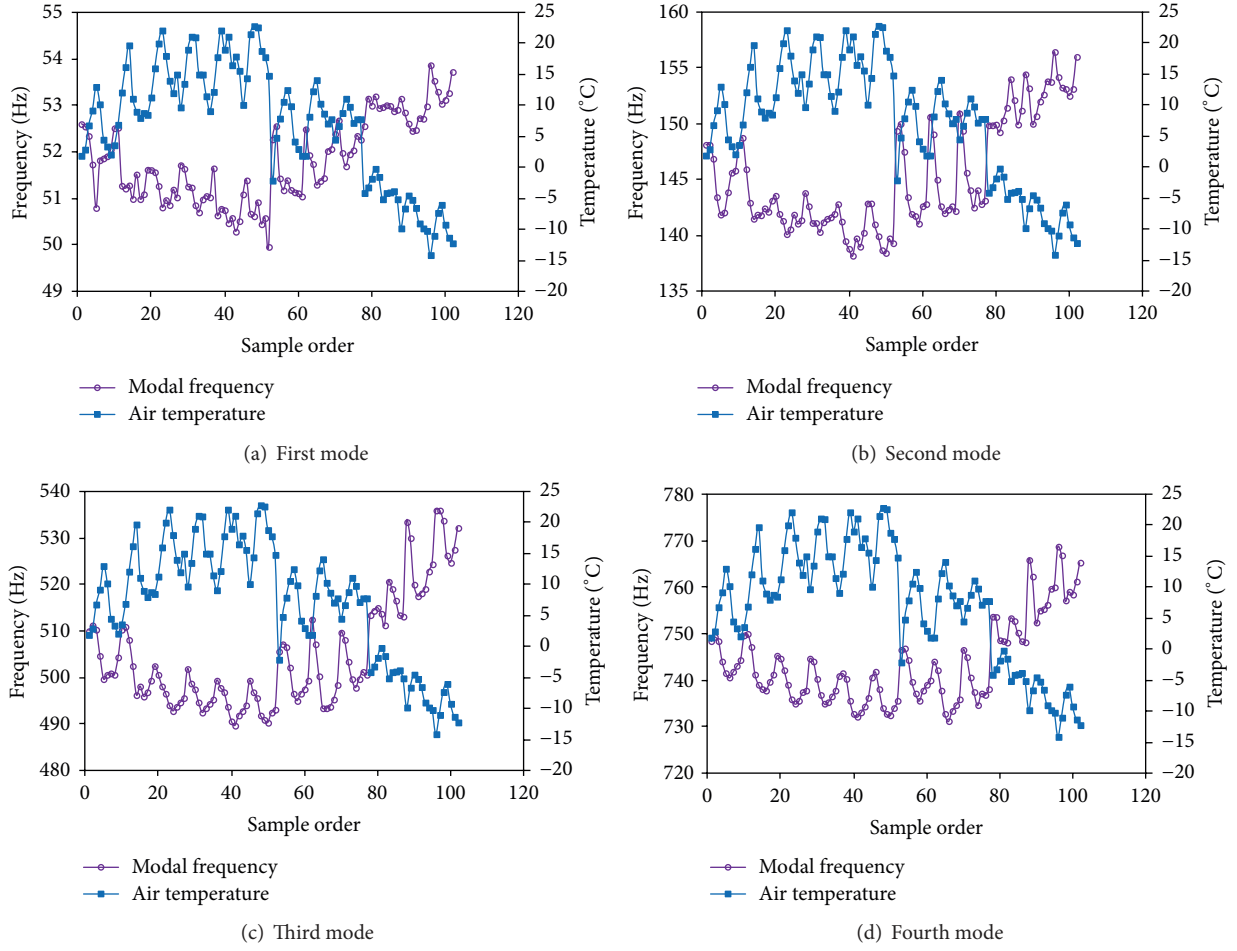 55
54
53
52
51
50
49
Frequency (Hz)
25
20
15
10
5
0
−5
−10
−15
−20
Temperature (°C)
0 20 40 60 80 100 120
Sample order
Modal frequency
Air temperature
(a) First mode
160
155
150
145
140
135
Frequency (Hz)
25
20
15
10
5
0
−5
−10
−15
−20
Temperature (°C)
0 20 40 60 80 100 120
Sample order
Modal frequency
Air temperature
(b) Second mode
540
530
520
510
500
490
480
Frequency (Hz)
25
20
15
10
5
0
−5
−10
−15
−20
Temperature (°C)
0 20 40 60 80 100 120
Sample order
Modal frequency
Air temperature
(c) Third mode
780
770
760
750
740
730
720
Frequency (Hz)
25
20
15
10
5
0
−5
−10
−15
−20
Temperature (°C)
0 20 40 60 80 100 120
Sample order
Modal frequency
Air temperature
(d) Fourth mode